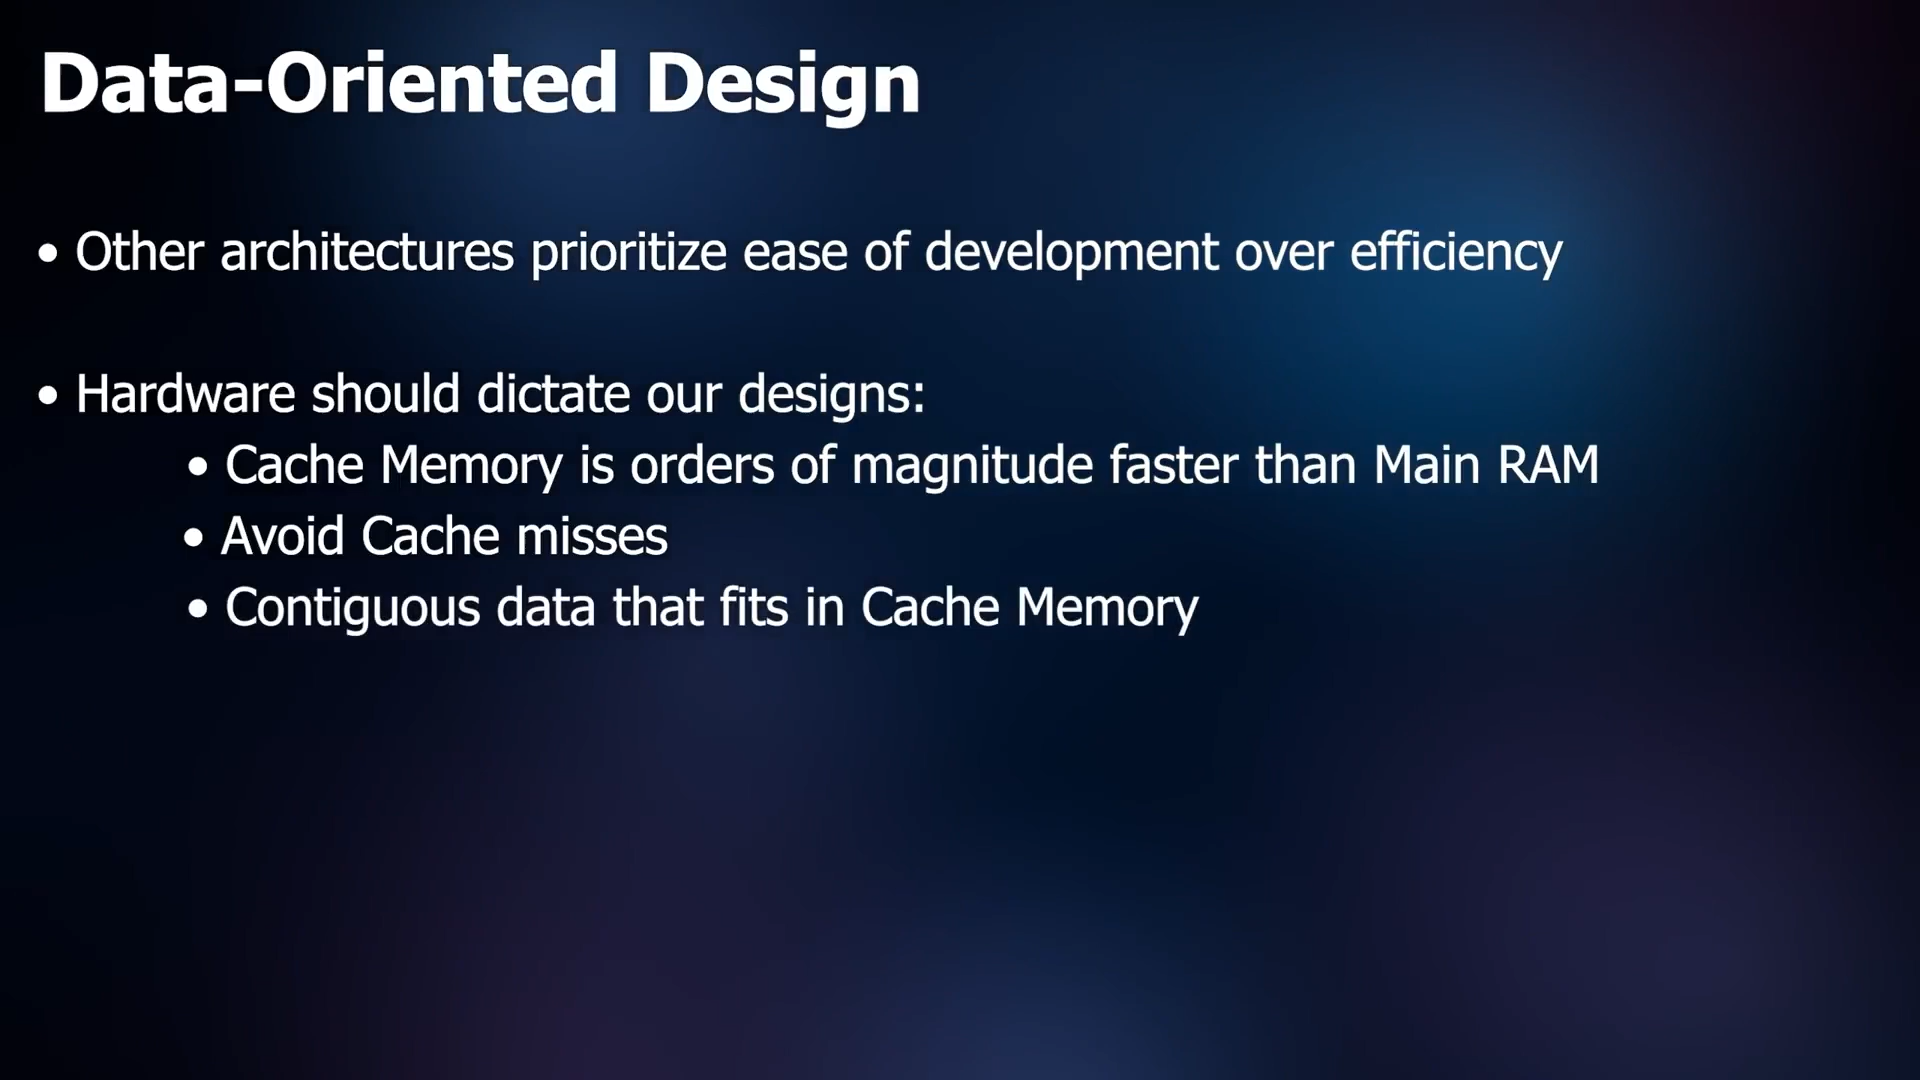 Data-Oriented Design
• Other architectures prioritize ease of development over efficiency
• Hardware should dictate our designs:
• Cache Memory is orders of magnitude faster than Main RAM
• Avoid Cache misses
• Contiguous data that fits in Cache Memory